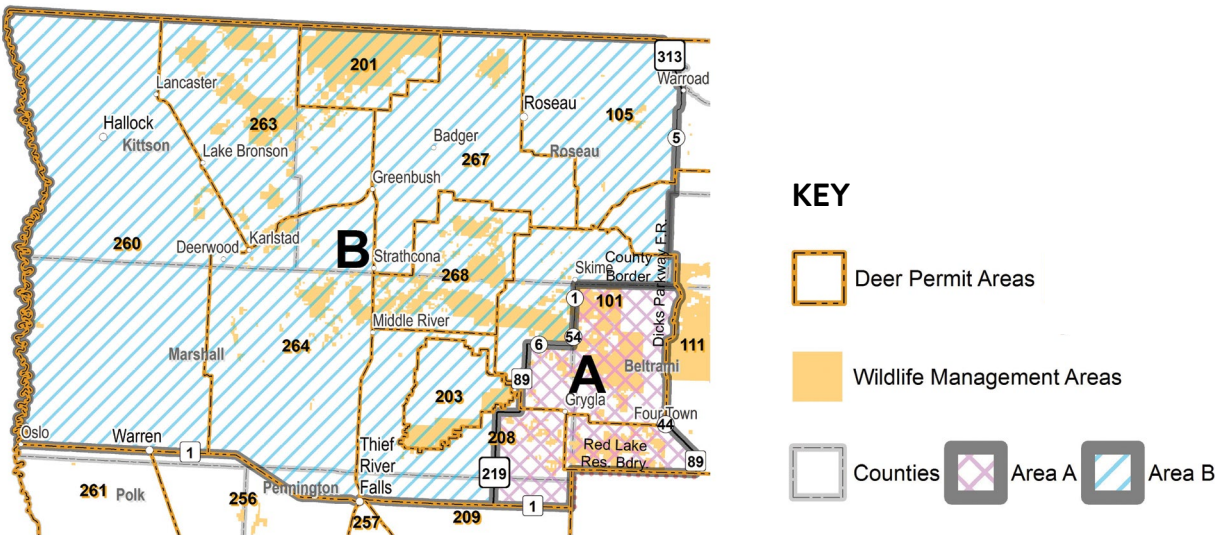 313
Warroad
201
Lancaster
Roseau
105
Hallock
263
Kittson
Badger
5
Lake Bronson
267
Roseau
Greenbush
260
Deerwood
Karlstad
B
Strathcona
268
Skime
County
Border
Dicks Parkway F.R.
1
101
Middle River
54
6
111
264
Marshall
A
Beltrami
89
203
Grygla
Four Town
44
Oslo
Warren
1
Thief
River
Falls
208
Red Lake
Res. Bdry
89
219
261
Polk
256
Pennington
257
209
1
KEY
Deer Permit Areas
Wildlife Management Areas
Counties
Area A
Area B